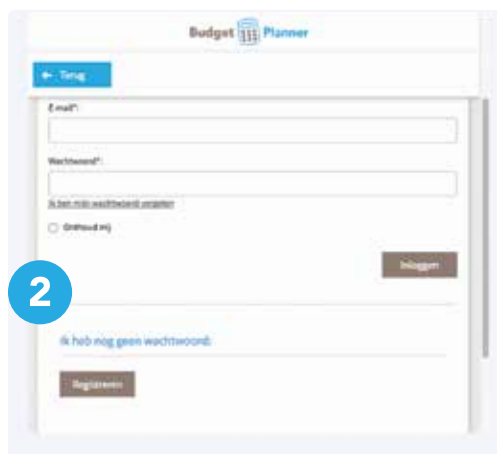 Budget Planner
← Terug
E-mail*:
Wachtwoord*:
Ik ben mijn wachtwoord vergeten
Onthoud mij
Inloggen
2
Ik heb nog geen wachtwoord:
Registreren